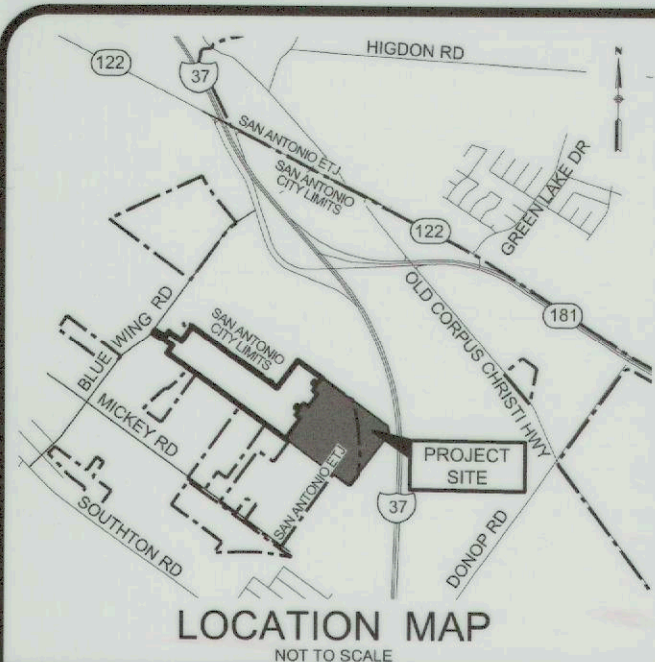 HIGDON RD
122
37
N
SAN ANTONIO ETJ
SAN ANTONIO
CITY LIMITS
GREEN LAKE DR
122
OLD CORPUS CHRISTI HWY
181
BLUE WING RD
SAN ANTONIO
CITY LIMITS
MICKEY RD
SAN ANTONIO ETJ
PROJECT
SITE
37
SOUTHTON RD
DONOP RD
LOCATION MAP
NOT TO SCALE